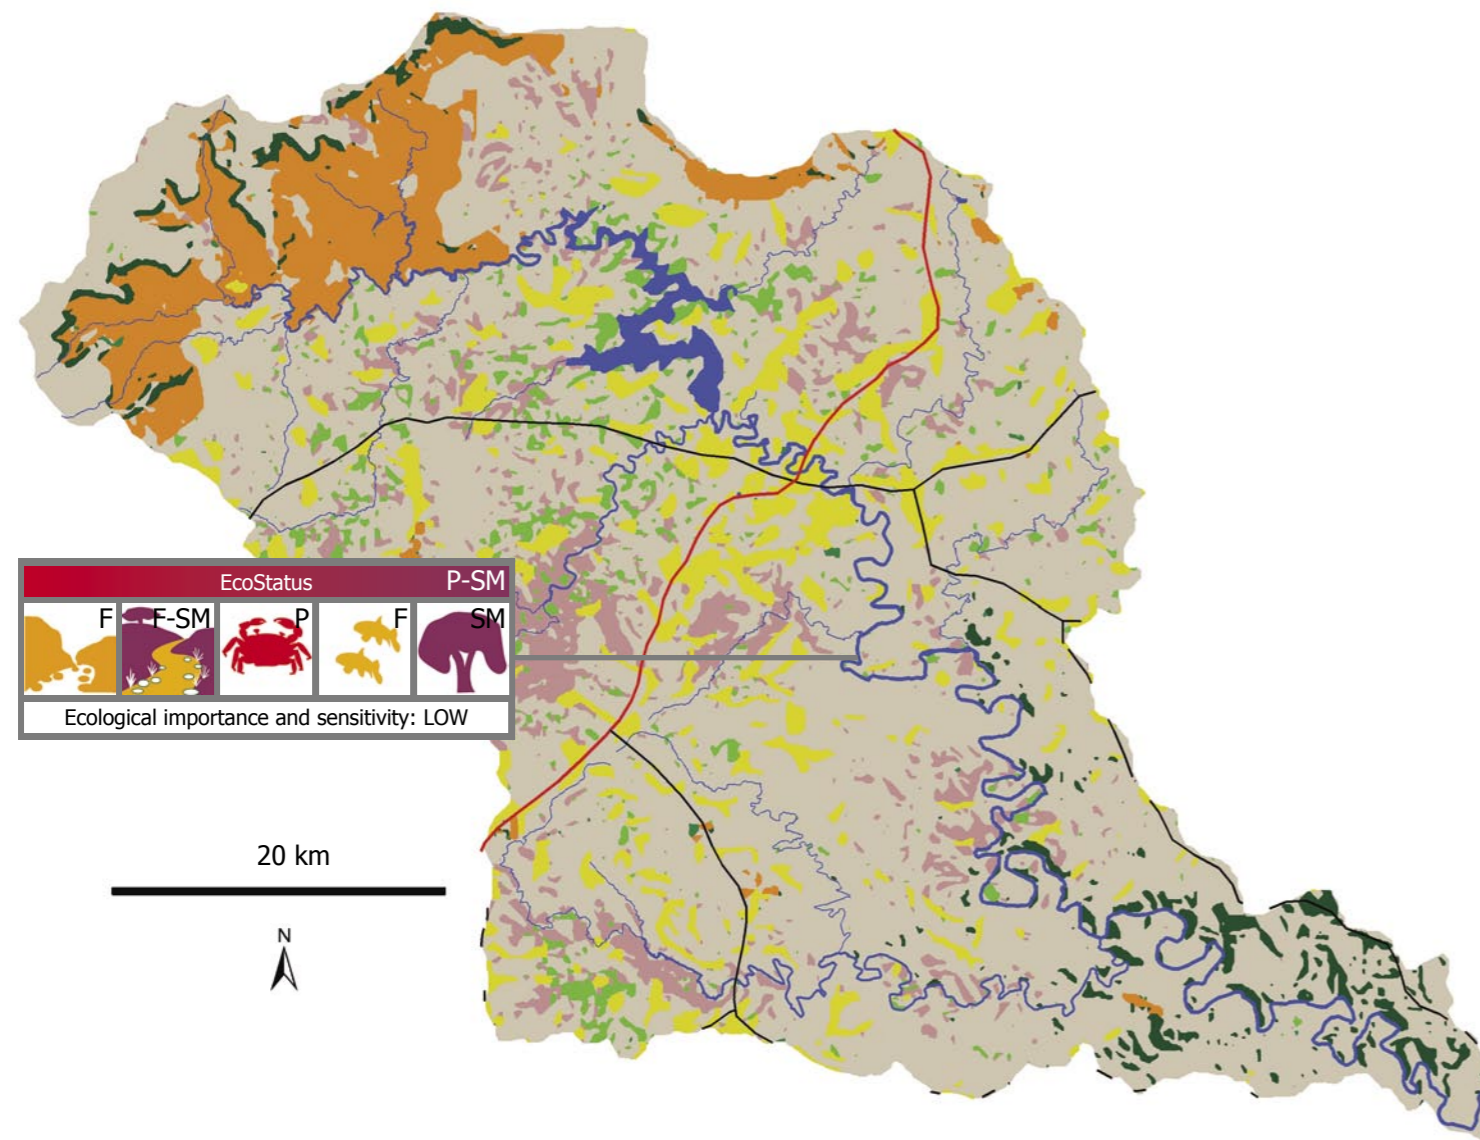 EcoStatus P-SM
F F-SM P F SM
Ecological importance and sensitivity: LOW
20 km
N